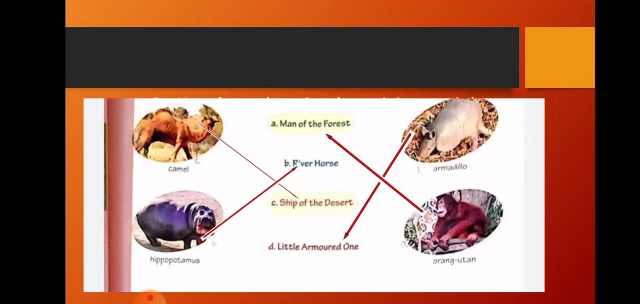 a. Man of the Forest
camel
armadillo
b. River Horse
c. Ship of the Desert
hippopotamus
d. Little Armoured One
orang-utan